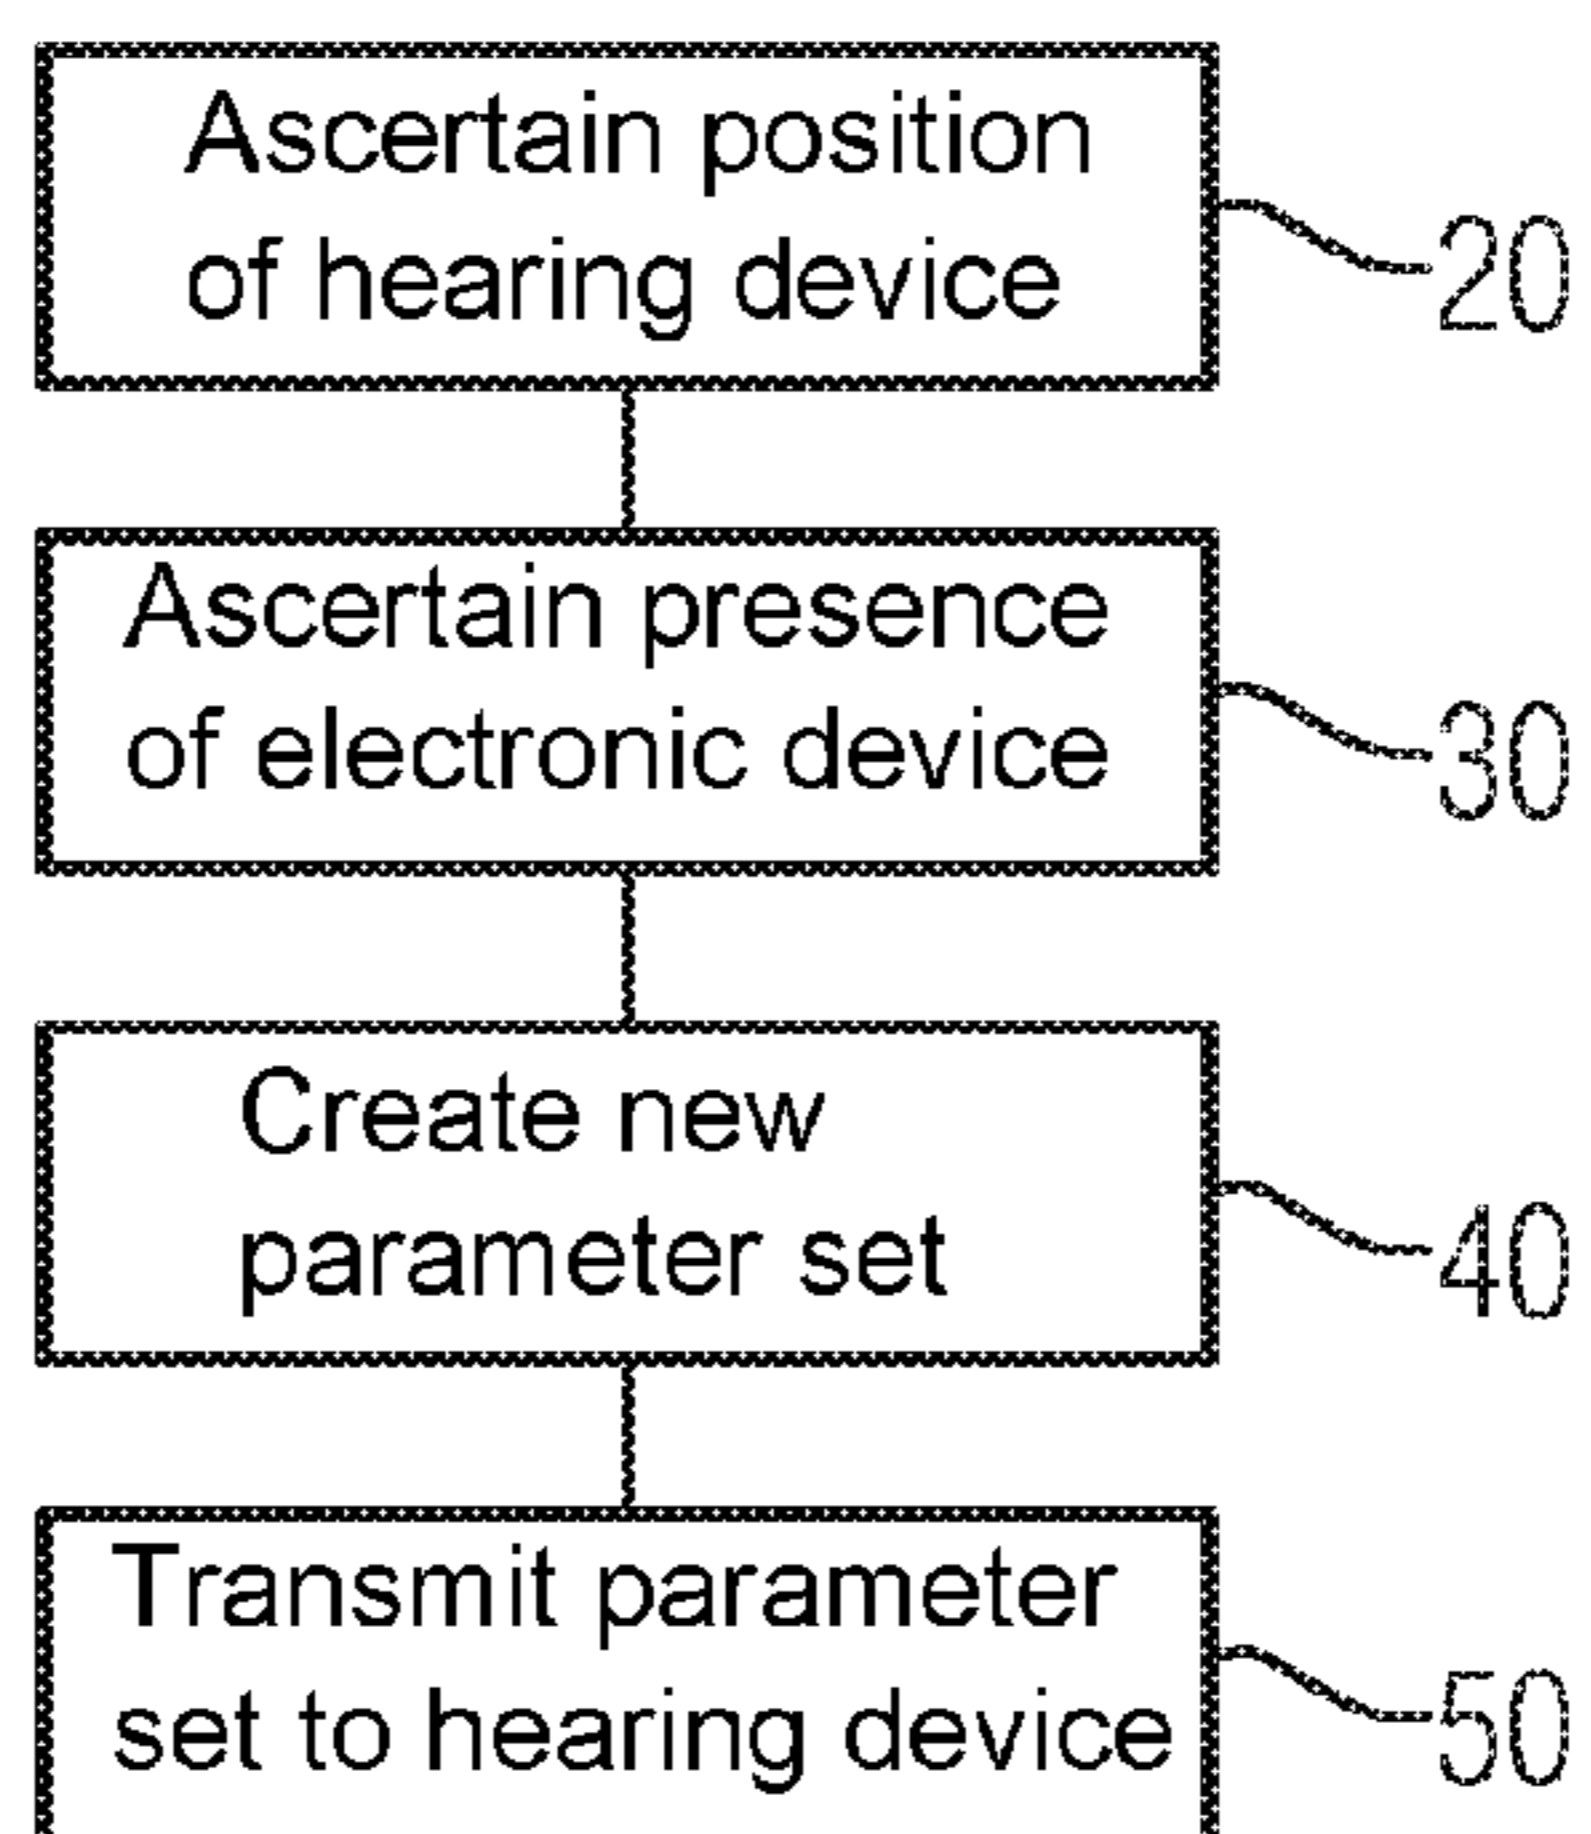 Ascertain position
of hearing device
20
Ascertain presence
of electronic device
30
Create new
parameter set
40
Transmit parameter
set to hearing device
50